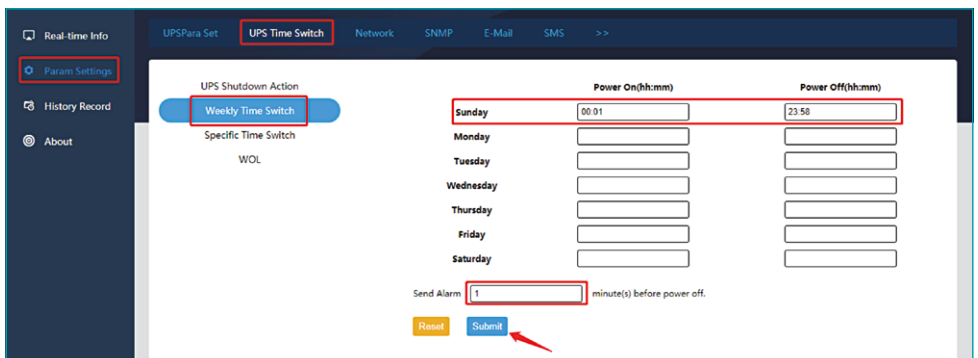 Real-time Info
Param Settings
History Record
About
UPSPara Set UPS Time Switch Network SNMP E-Mail SMS >>
UPS Shutdown Action
Weekly Time Switch
Specific Time Switch
WOL
Power On(hh:mm) Power Off(hh:mm)
Sunday 00:01 23:58
Monday
Tuesday
Wednesday
Thursday
Friday
Saturday
Send Alarm 1 minute(s) before power off.
Reset Submit